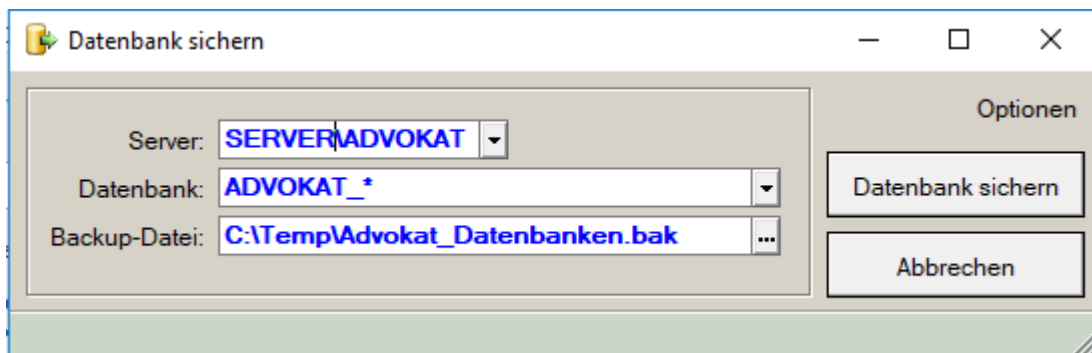 Datenbank sichern
Optionen
Server: SERVER\ADVOKAT
Datenbank: ADVOKAT_*
Datenbank sichern
Backup-Datei: C:\Temp\Advokat_Datenbanken.bak
...
Abbrechen